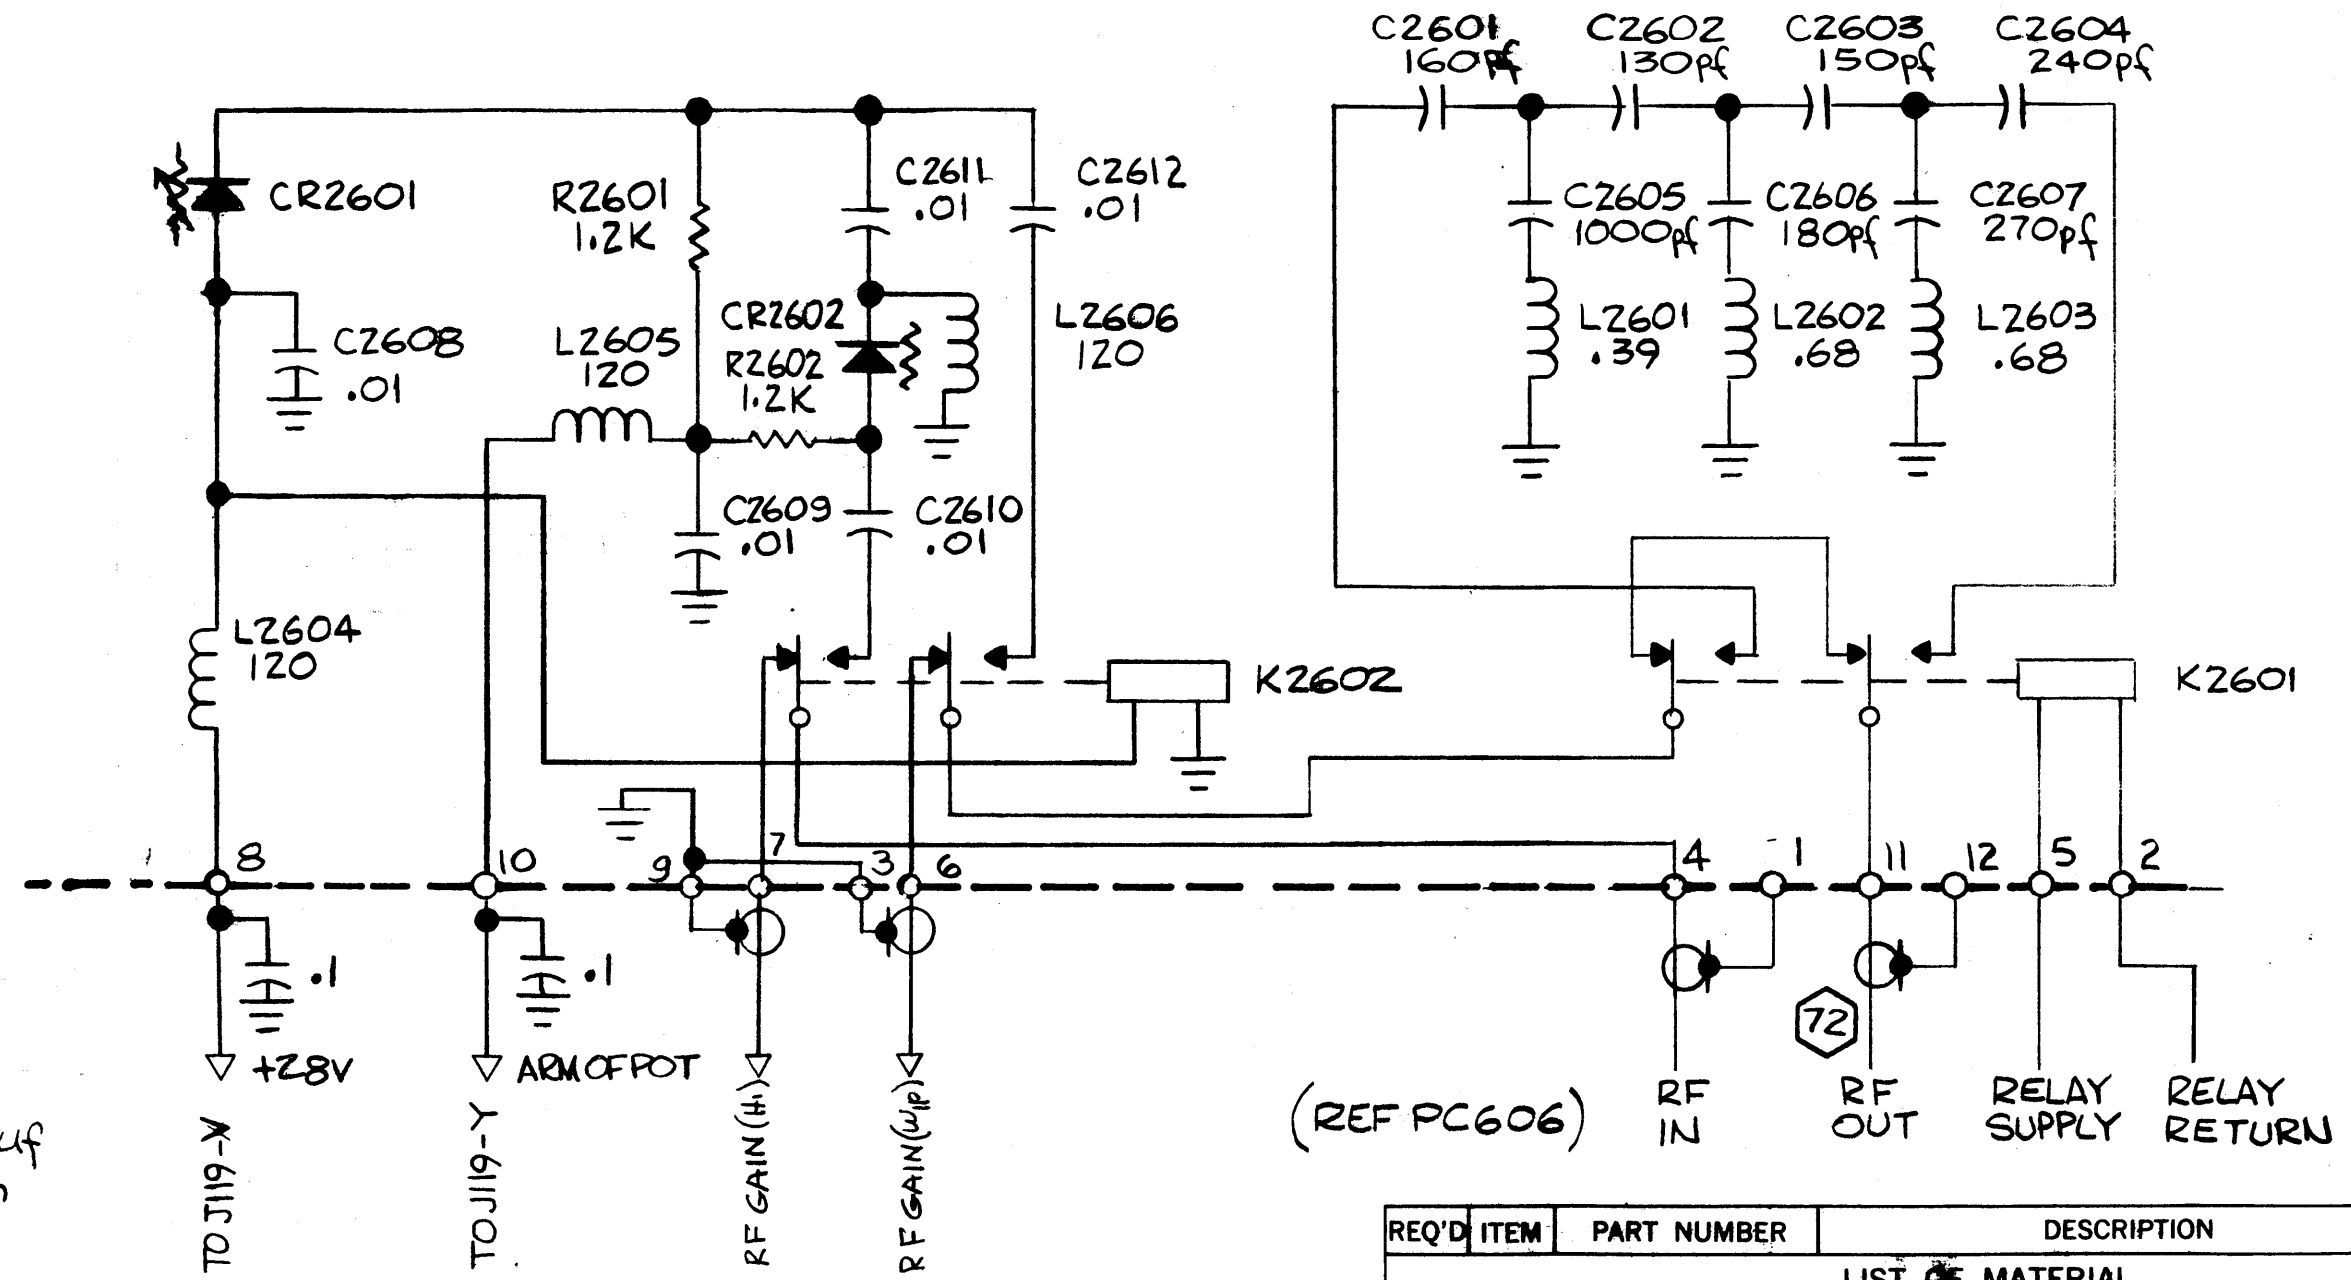 C2601
160pf
C2602
130pf
C2603
150pf
C2604
240pf
CR2601
R2601
1.2K
C2611
.01
C2612
.01
C2605
1000pf
C2606
180pf
C2607
270pf
C2608
.01
L2605
120
CR2602
R2602
1.2K
L2606
120
L2601
.39
L2602
.68
L2603
.68
C2609
.01
C2610
.01
L2604
120
K2602
K2601
8
10
9
7
3
6
4
1
11
12
5
2
.1
.1
72
+28V
ARM OF POT
RF GAIN (Hi)
RF GAIN (wip)
TO J119-
TO J119-Y
uf
(REF PC606)
RF
IN
RF
OUT
RELAY
SUPPLY
RELAY
RETURN
REQ'D ITEM PART NUMBER DESCRIPTION
LIST OF MATERIAL